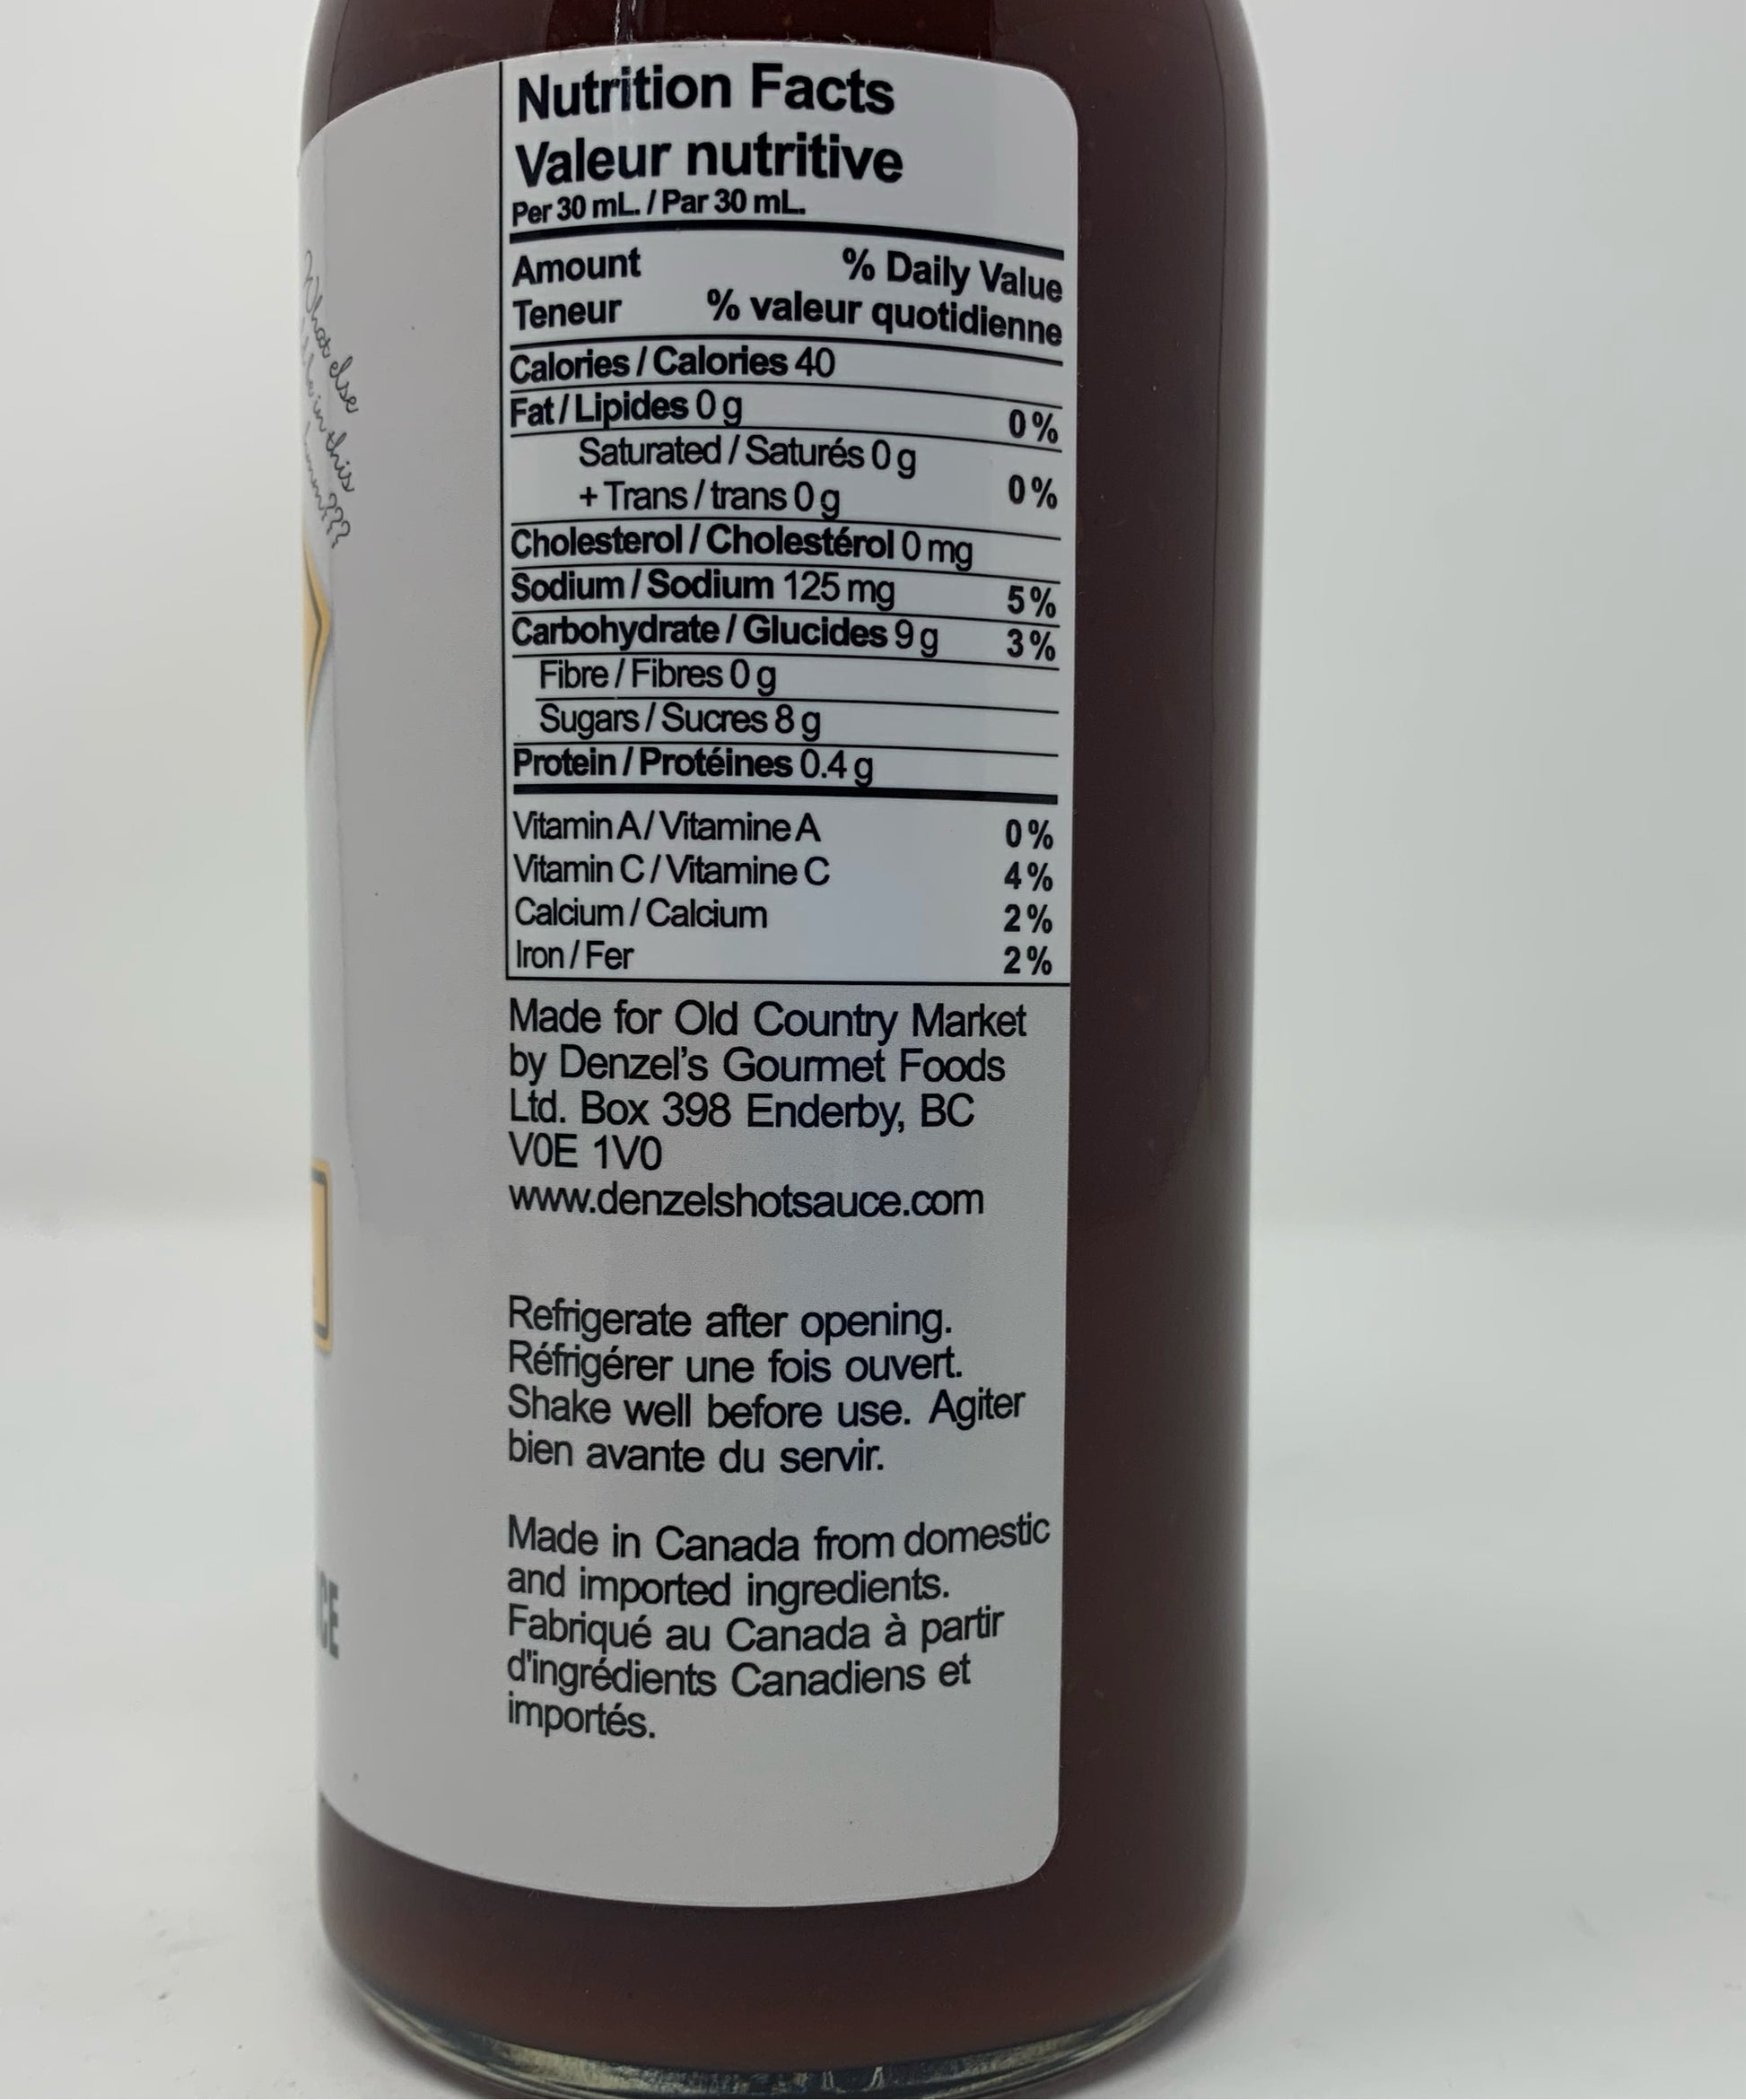 What else
in this
???
Nutrition Facts
Valeur nutritive
Per 30 mL. / Par 30 mL.
Amount % Daily Value
Teneur % valeur quotidienne
Calories / Calories 40
Fat / Lipides 0 g 0 %
Saturated / Saturés 0 g
+ Trans / trans 0 g 0 %
Cholesterol / Cholestérol 0 mg
Sodium / Sodium 125 mg 5 %
Carbohydrate / Glucides 9 g 3 %
Fibre / Fibres 0 g
Sugars / Sucres 8 g
Protein / Protéines 0.4 g
Vitamin A / Vitamine A 0 %
Vitamin C / Vitamine C 4 %
Calcium / Calcium 2 %
Iron / Fer 2 %
Made for Old Country Market
by Denzel's Gourmet Foods
Ltd. Box 398 Enderby, BC
V0E 1V0
www.denzelshotsauce.com
Refrigerate after opening.
Réfrigérer une fois ouvert.
Shake well before use. Agiter
bien avante du servir.
Made in Canada from domestic
and imported ingredients.
Fabriqué au Canada à partir
d'ingrédients Canadiens et
importés.